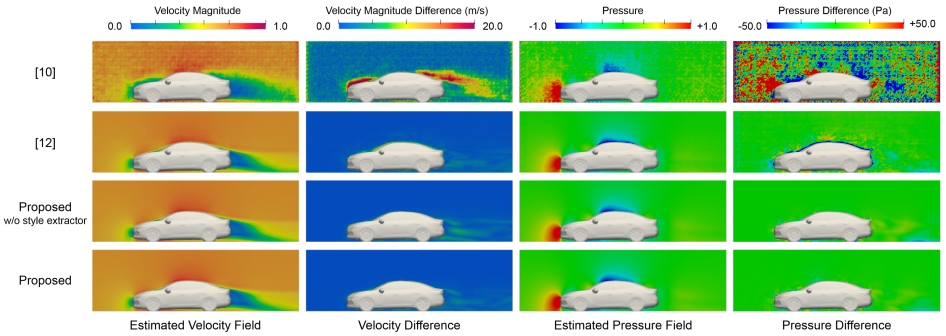 Velocity Magnitude
0.0 1.0
Velocity Magnitude Difference (m/s)
0.0 20.0
Pressure
-1.0 +1.0
Pressure Difference (Pa)
-50.0 +50.0
[10]
[12]
Proposed
w/o style extractor
Proposed
Estimated Velocity Field
Velocity Difference
Estimated Pressure Field
Pressure Difference